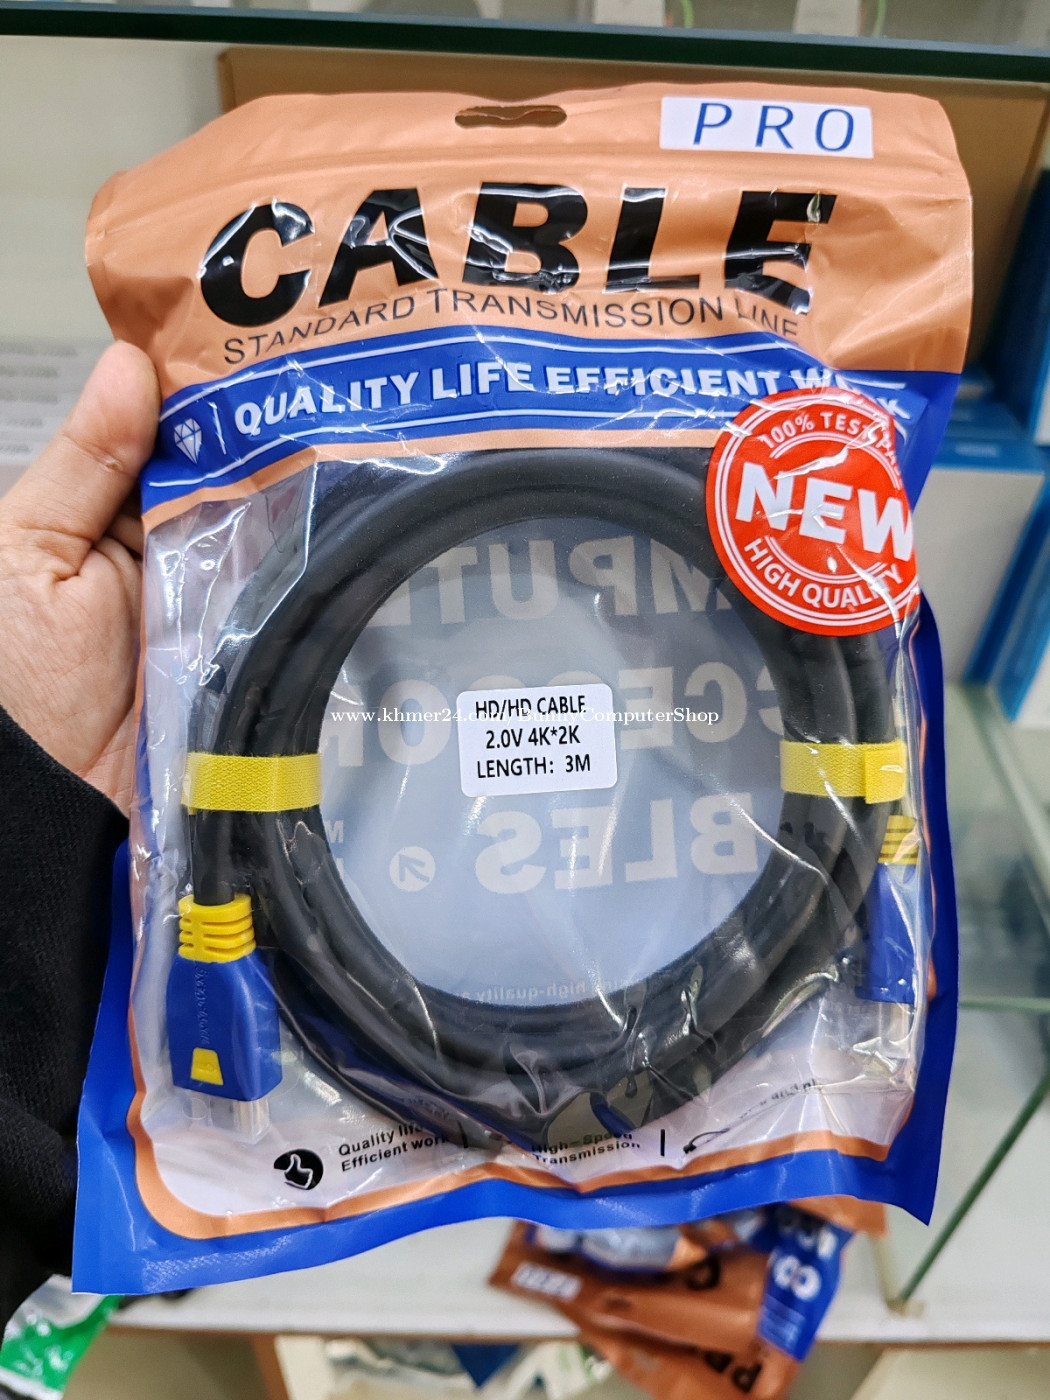 PRO
CABLE
STANDARD TRANSMISSION LINE
QUALITY LIFE EFFICIENT
100% TEST
NEW
HIGH QUALITY
HD/HD CABLE
www.khmer24.com/BunnyComputerShop
2.0V 4K*2K
LENGTH: 3M
Quality life
Efficient work
High-Speed
Transmission